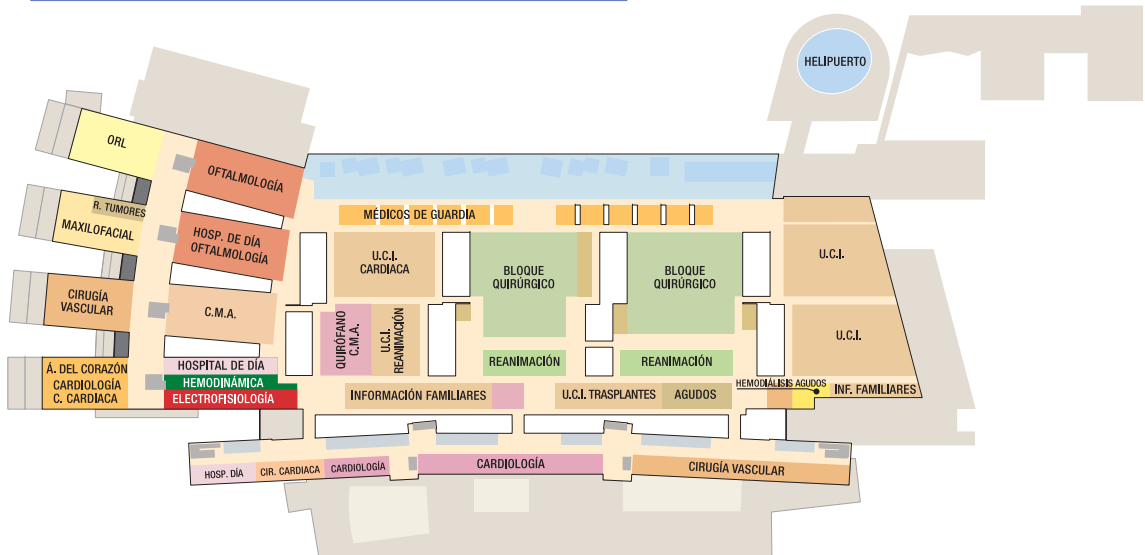 HELIPUERTO
ORL
OFTALMOLOGÍA
R. TUMORES
MAXILOFACIAL
HOSP. DE DÍA
OFTALMOLOGÍA
MÉDICOS DE GUARDIA
U.C.I.
CARDIACA
BLOQUE
QUIRÚRGICO
BLOQUE
QUIRÚRGICO
U.C.I.
CIRUGÍA
VASCULAR
C.M.A.
QUIRÓFANO
C.M.A.
U.C.I.
REANIMACIÓN
REANIMACIÓN
REANIMACIÓN
U.C.I.
Á. DEL CORAZÓN
CARDIOLOGÍA
C. CARDÍACA
HOSPITAL DE DÍA
HEMODINÁMICA
ELECTROFISIOLOGÍA
INFORMACIÓN FAMILIARES
U.C.I. TRASPLANTES
AGUDOS
HEMODIÁLISIS AGUDOS
INF. FAMILIARES
HOSP. DÍA
CIR. CARDIACA
CARDIOLOGÍA
CARDIOLOGÍA
CIRUGÍA VASCULAR